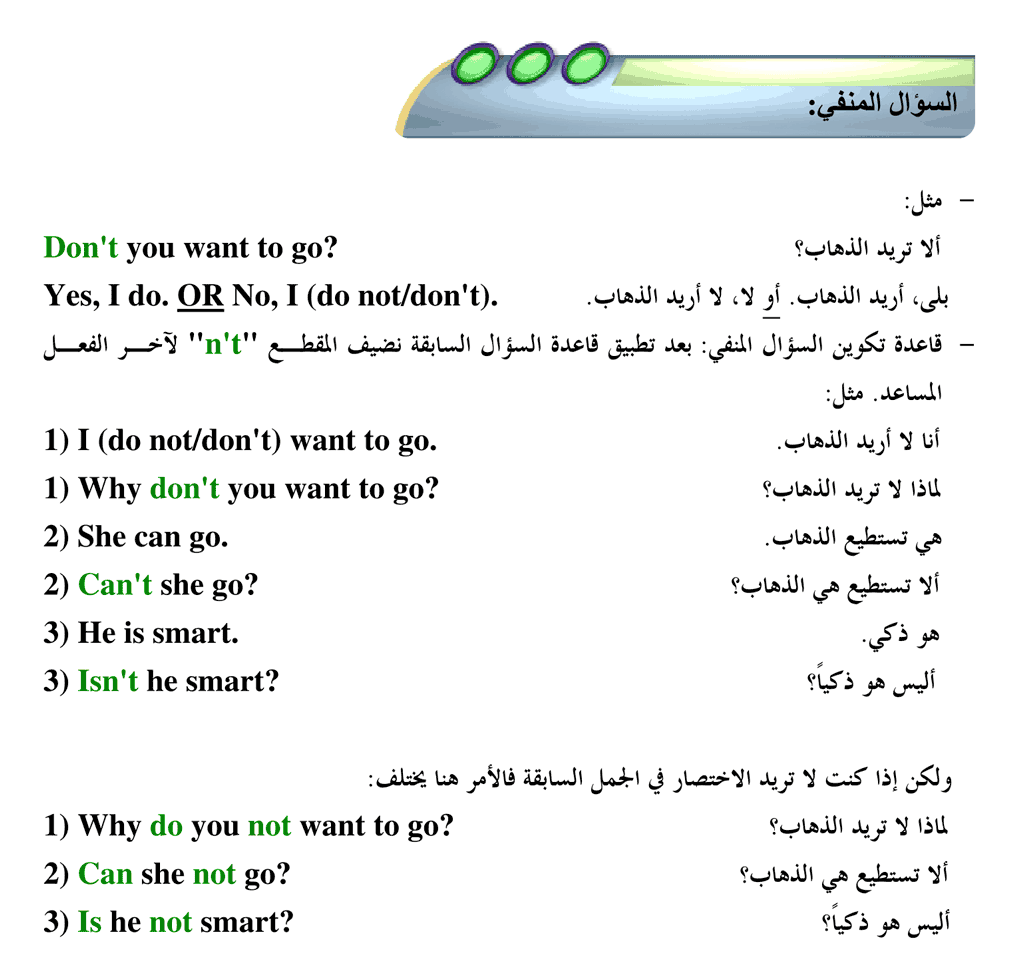 السؤال المنفي:
– مثل:
Don't you want to go? ألا تريد الذهاب؟
Yes, I do. OR No, I (do not/don't). بلى، أريد الذهاب. أو لا، لا أريد الذهاب.
– قاعدة تكوين السؤال المنفي: بعد تطبيق قاعدة السؤال السابقة نضيف المقطـــع "n't" لآخـــر الفعـــل
المساعد. مثل:
1) I (do not/don't) want to go. أنا لا أريد الذهاب.
1) Why don't you want to go? لماذا لا تريد الذهاب؟
2) She can go. هي تستطيع الذهاب.
2) Can't she go? ألا تستطيع هي الذهاب؟
3) He is smart. هو ذكي.
3) Isn't he smart? أليس هو ذكياً؟
ولكن إذا كنت لا تريد الاختصار في الجمل السابقة فالأمر هنا يختلف:
1) Why do you not want to go? لماذا لا تريد الذهاب؟
2) Can she not go? ألا تستطيع هي الذهاب؟
3) Is he not smart? أليس هو ذكياً؟